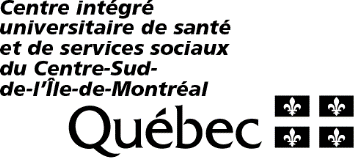 Centre intégré
universitaire de santé
et de services sociaux
du Centre-Sud-
de-l'Île-de-Montréal
Québec